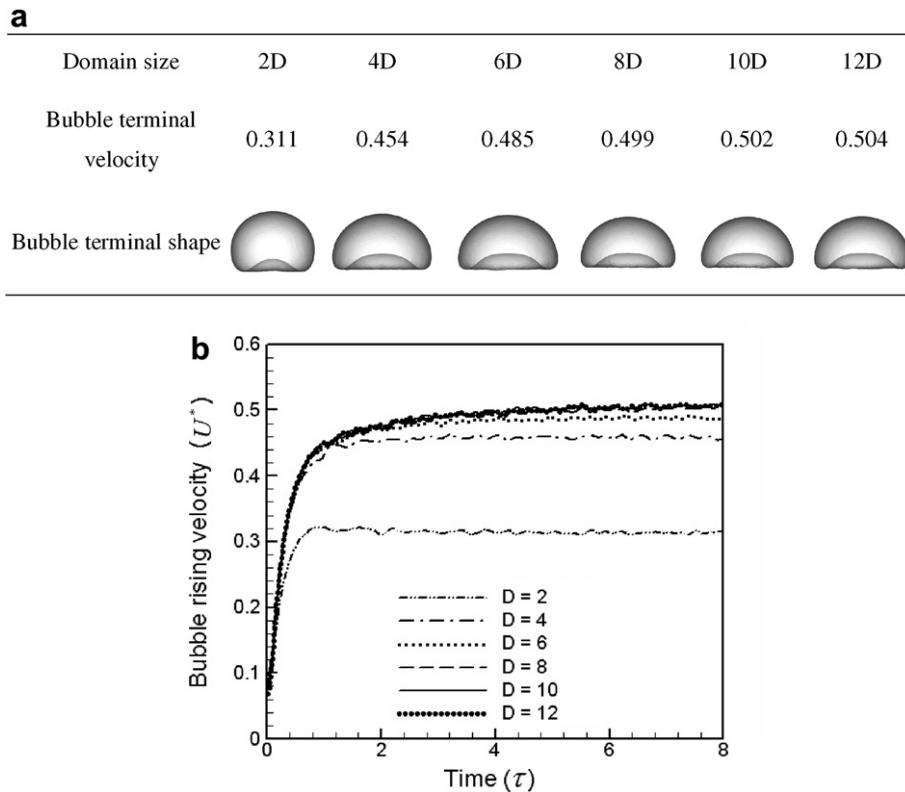 a
Domain size 2D 4D 6D 8D 10D 12D
Bubble terminal
velocity
0.311 0.454 0.485 0.499 0.502 0.504
Bubble terminal shape
b
0.6
0.5
0.4
0.3
0.2
0.1
0
Bubble rising velocity (U*)
D = 2
D = 4
D = 6
D = 8
D = 10
D = 12
0 2 4 6 8
Time (τ)